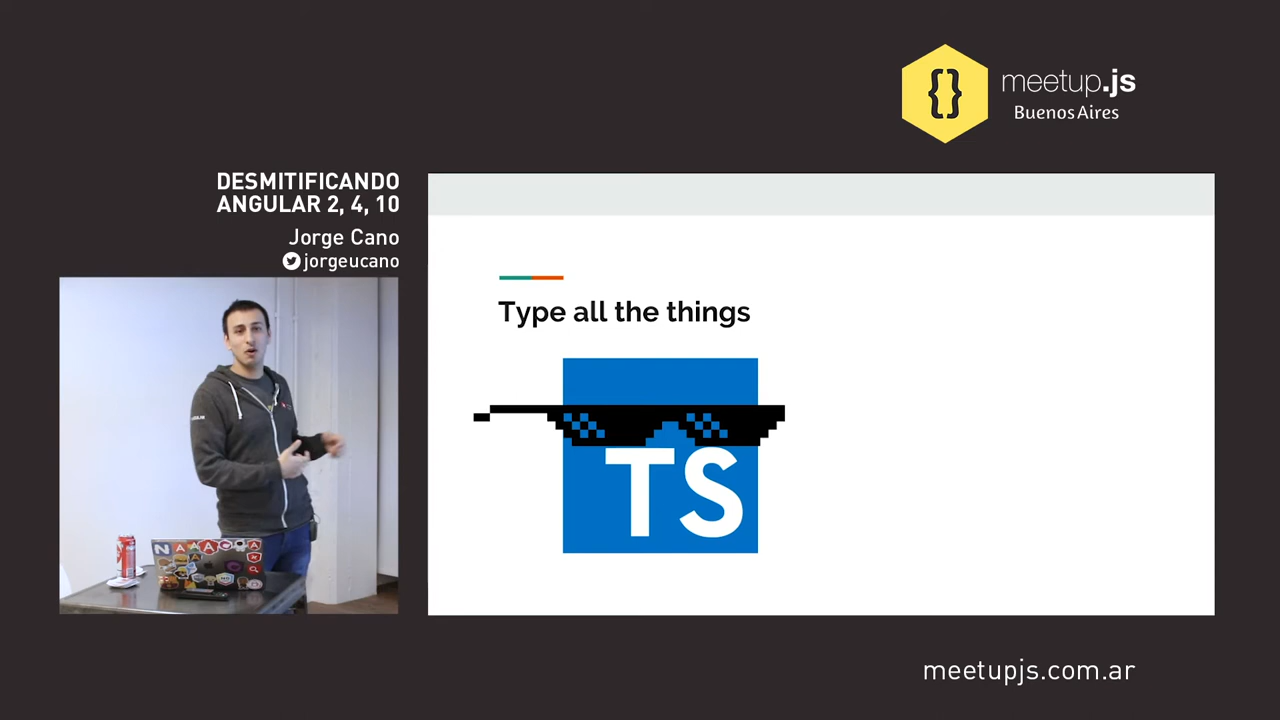 {} meetup.js
Buenos Aires
DESMITIFICANDO
ANGULAR 2, 4, 10
Jorge Cano
jorgeucano
Type all the things
TS
N A A A A
meetupjs.com.ar